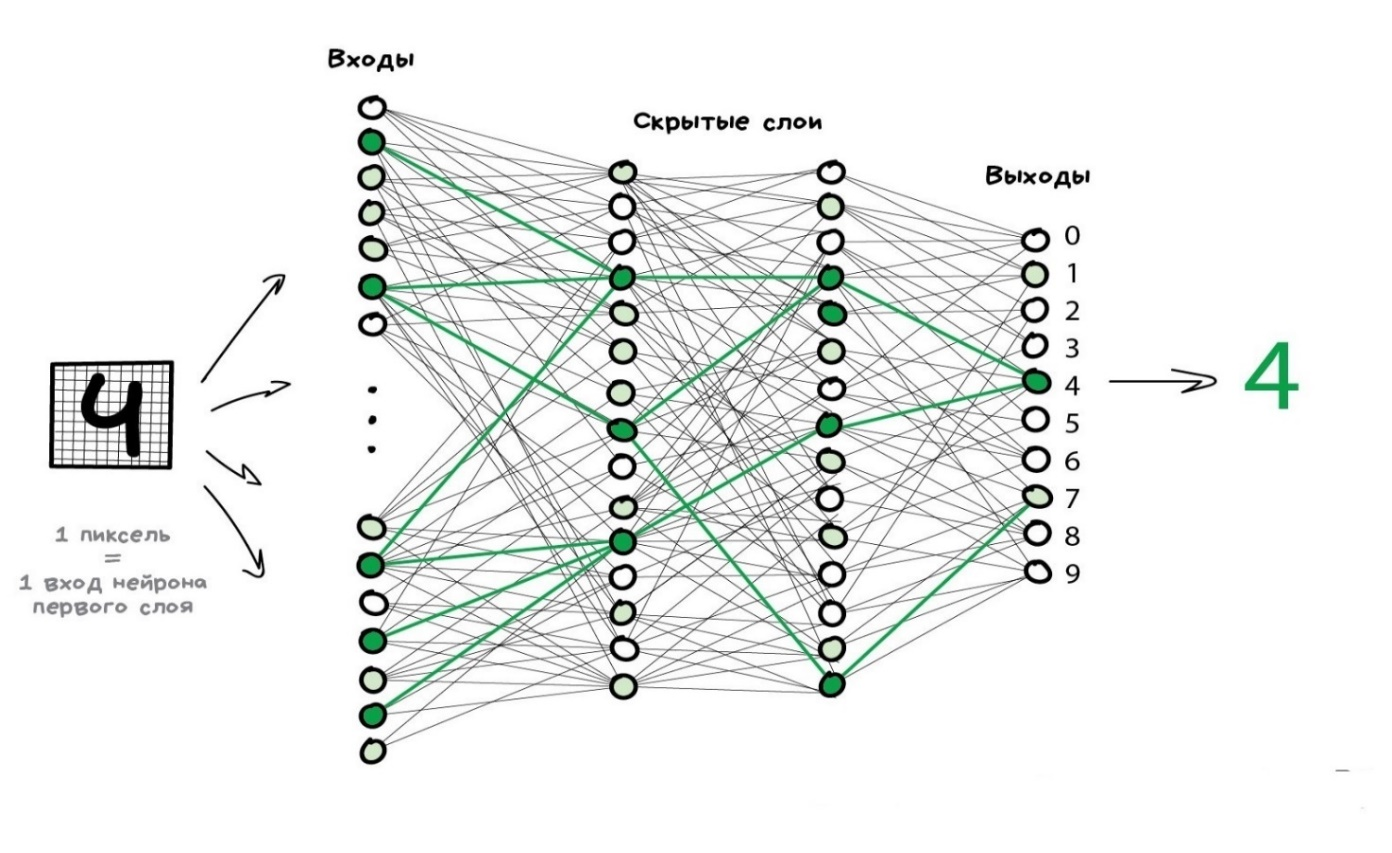 Входы
Скрытые слои
Выходы
0
1
2
3
4
5
6
7
8
9
4
4
1 пиксель
=
1 вход нейрона
первого слоя